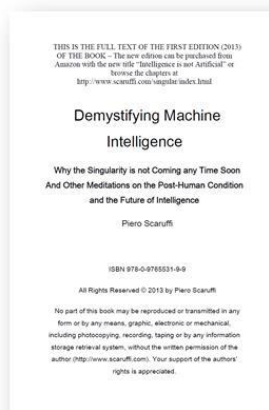 THIS IS THE FULL TEXT OF THE FIRST EDITION (2013)
OF THE BOOK – The new edition can be purchased from
Amazon with the new title "Intelligence is not Artificial" or
browse the chapters at
http://www.scaruffi.com/singular/index.html
Demystifying Machine
Intelligence
Why the Singularity is not Coming any Time Soon
And Other Meditations on the Post-Human Condition
and the Future of Intelligence
Piero Scaruffi
ISBN 978-0-9765531-9-9
All Rights Reserved © 2013 by Piero Scaruffi
No part of this book may be reproduced or transmitted in any
form or by any means, graphic, electronic or mechanical,
including photocopying, recording, taping or by any information
storage retrieval system, without the written permission of the
author (http://www.scaruffi.com). Your support of the authors'
rights is appreciated.